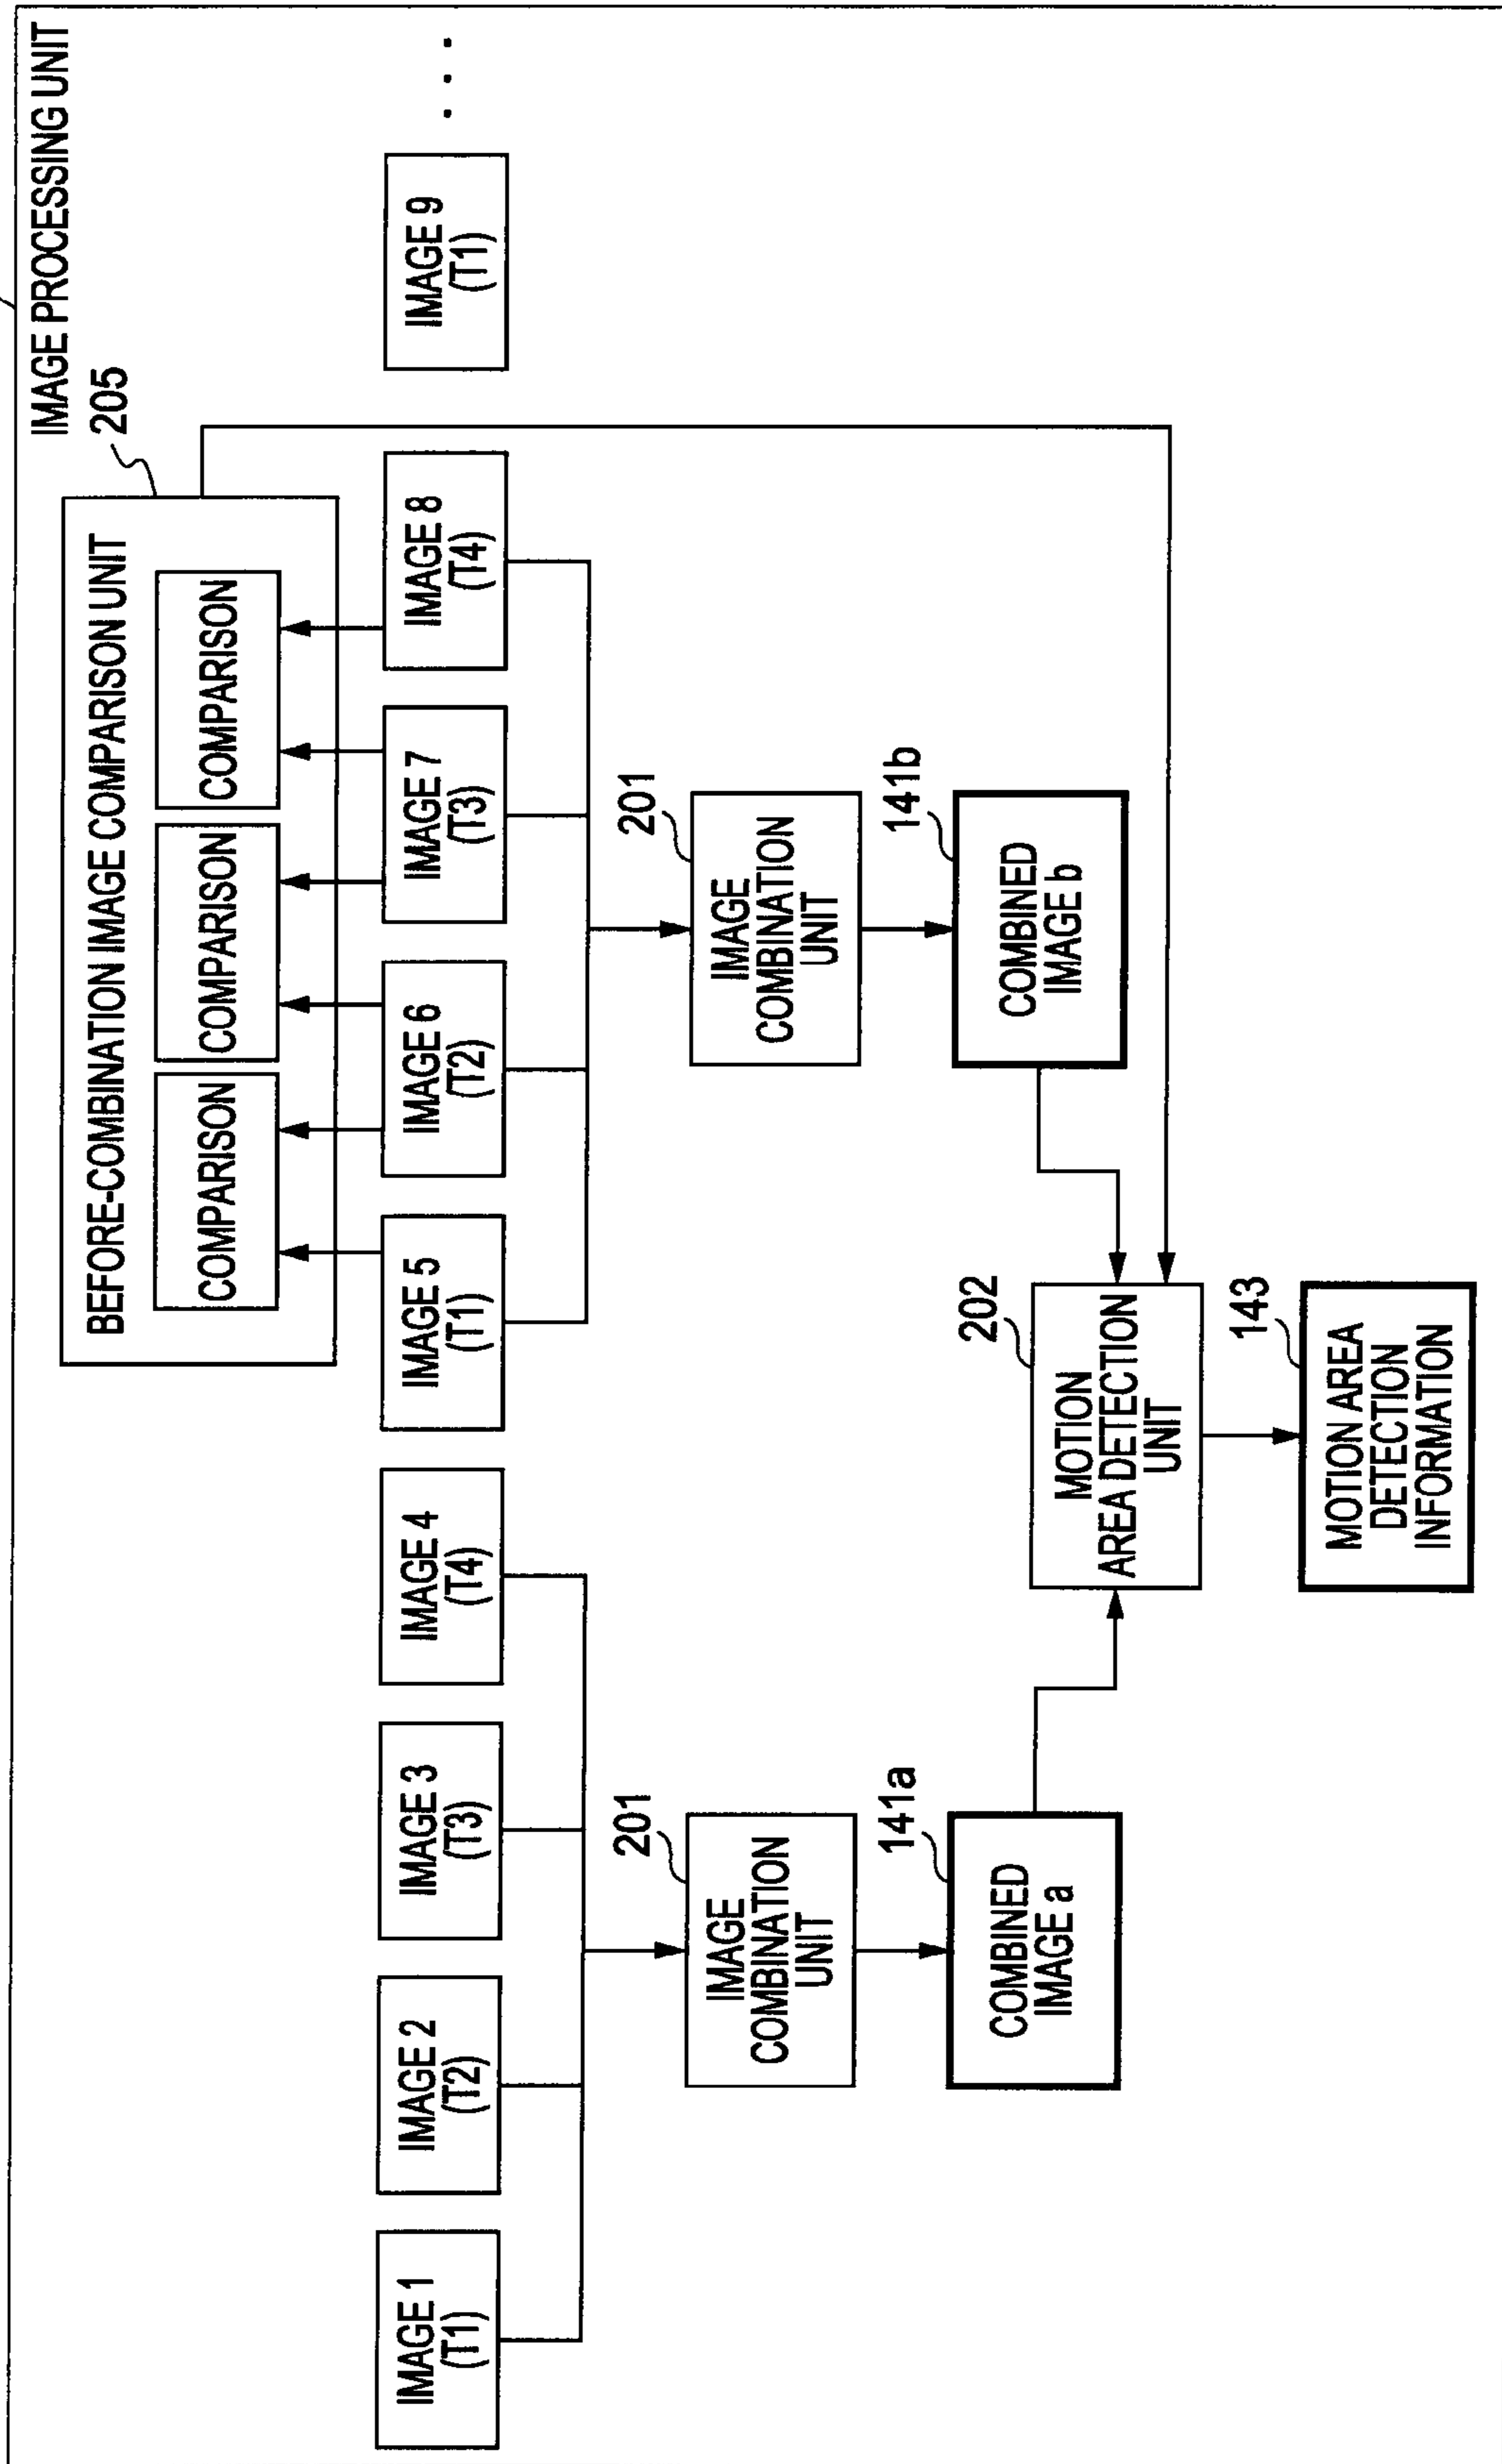 IMAGE PROCESSING UNIT
205
BEFORE-COMBINATION IMAGE COMPARISON UNIT
COMPARISON
COMPARISON
COMPARISON
IMAGE 1
(T1)
IMAGE 2
(T2)
IMAGE 3
(T3)
IMAGE 4
(T4)
IMAGE 5
(T1)
IMAGE 6
(T2)
IMAGE 7
(T3)
IMAGE 8
(T4)
IMAGE 9
(T1)
...
201
IMAGE
COMBINATION
UNIT
201
IMAGE
COMBINATION
UNIT
141a
COMBINED
IMAGE a
141b
COMBINED
IMAGE b
202
MOTION
AREA DETECTION
UNIT
143
MOTION AREA
DETECTION
INFORMATION